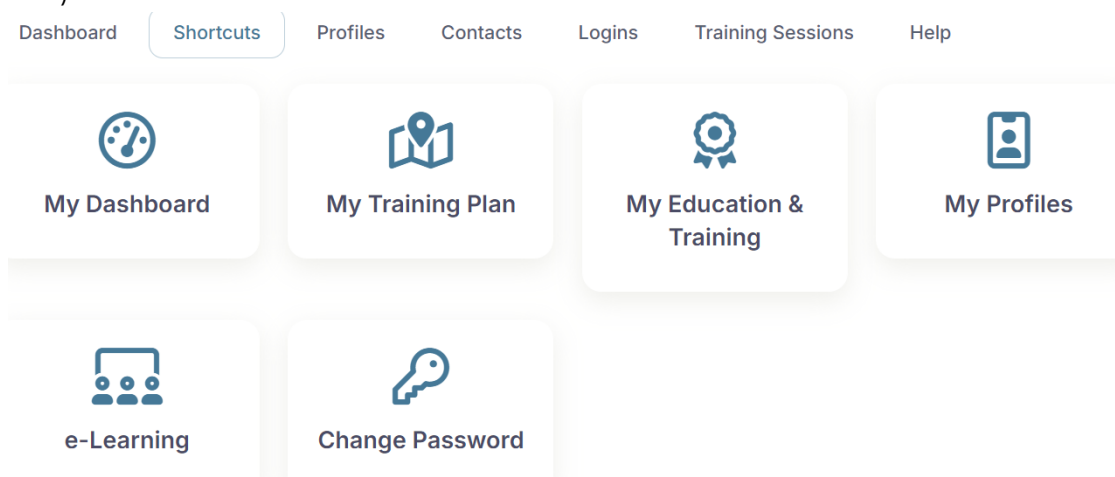 Dashboard Shortcuts Profiles Contacts Logins Training Sessions Help
My Dashboard My Training Plan My Education & My Profiles
Training
e-Learning Change Password